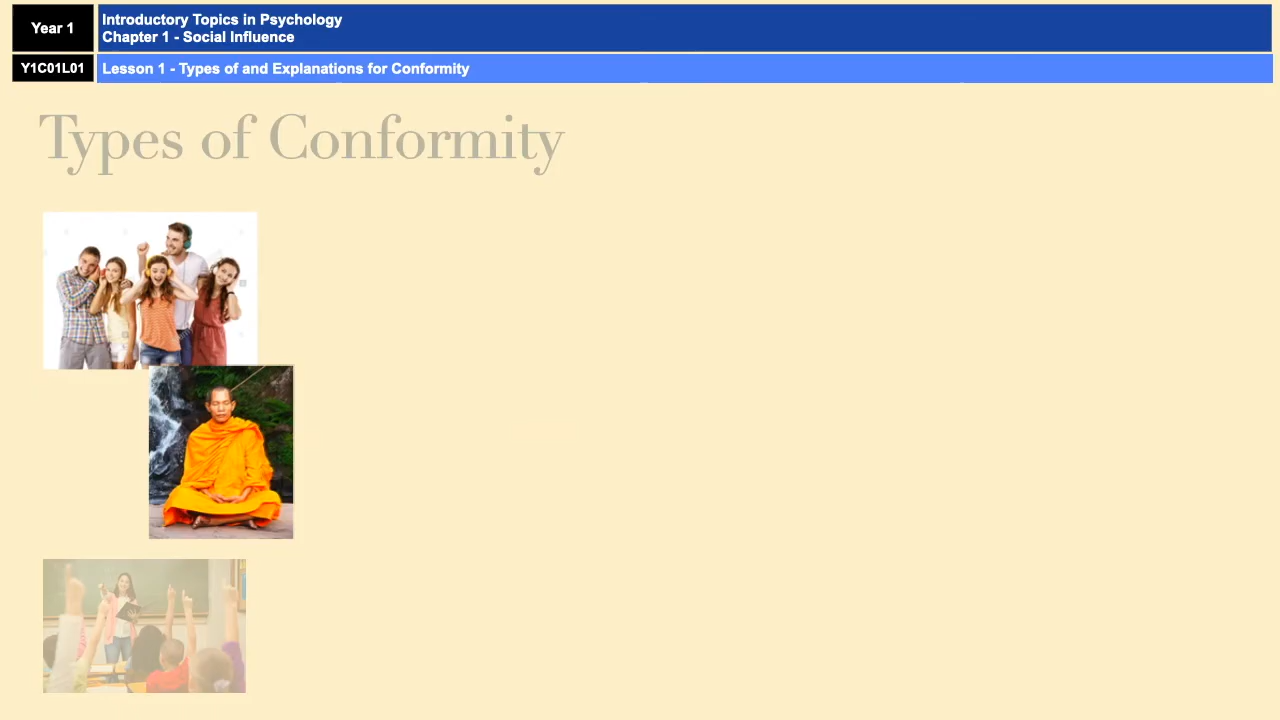 Year 1
Introductory Topics in Psychology
Chapter 1 - Social Influence
Y1C01L01
Lesson 1 - Types of and Explanations for Conformity
Types of Conformity